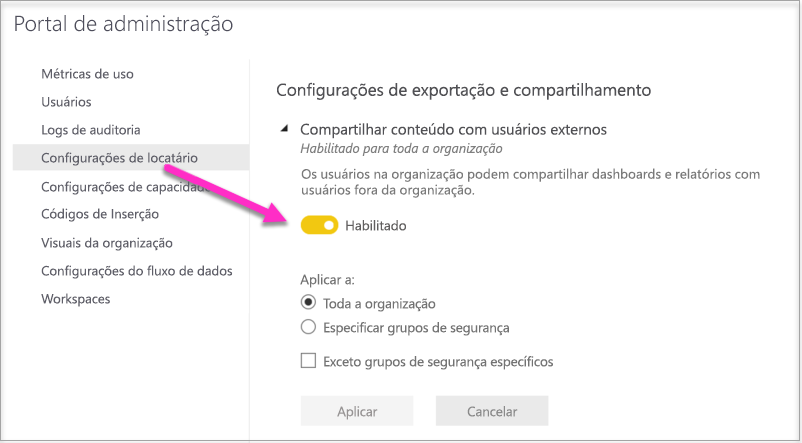 Portal de administração
Métricas de uso
Usuários
Logs de auditoria
Configurações de locatário
Configurações de capacidade
Códigos de Inserção
Visuais da organização
Configurações do fluxo de dados
Workspaces
Configurações de exportação e compartilhamento
Compartilhar conteúdo com usuários externos
Habilitado para toda a organização
Os usuários na organização podem compartilhar dashboards e relatórios com
usuários fora da organização.
Habilitado
Aplicar a:
Toda a organização
Especificar grupos de segurança
Exceto grupos de segurança específicos
Aplicar
Cancelar